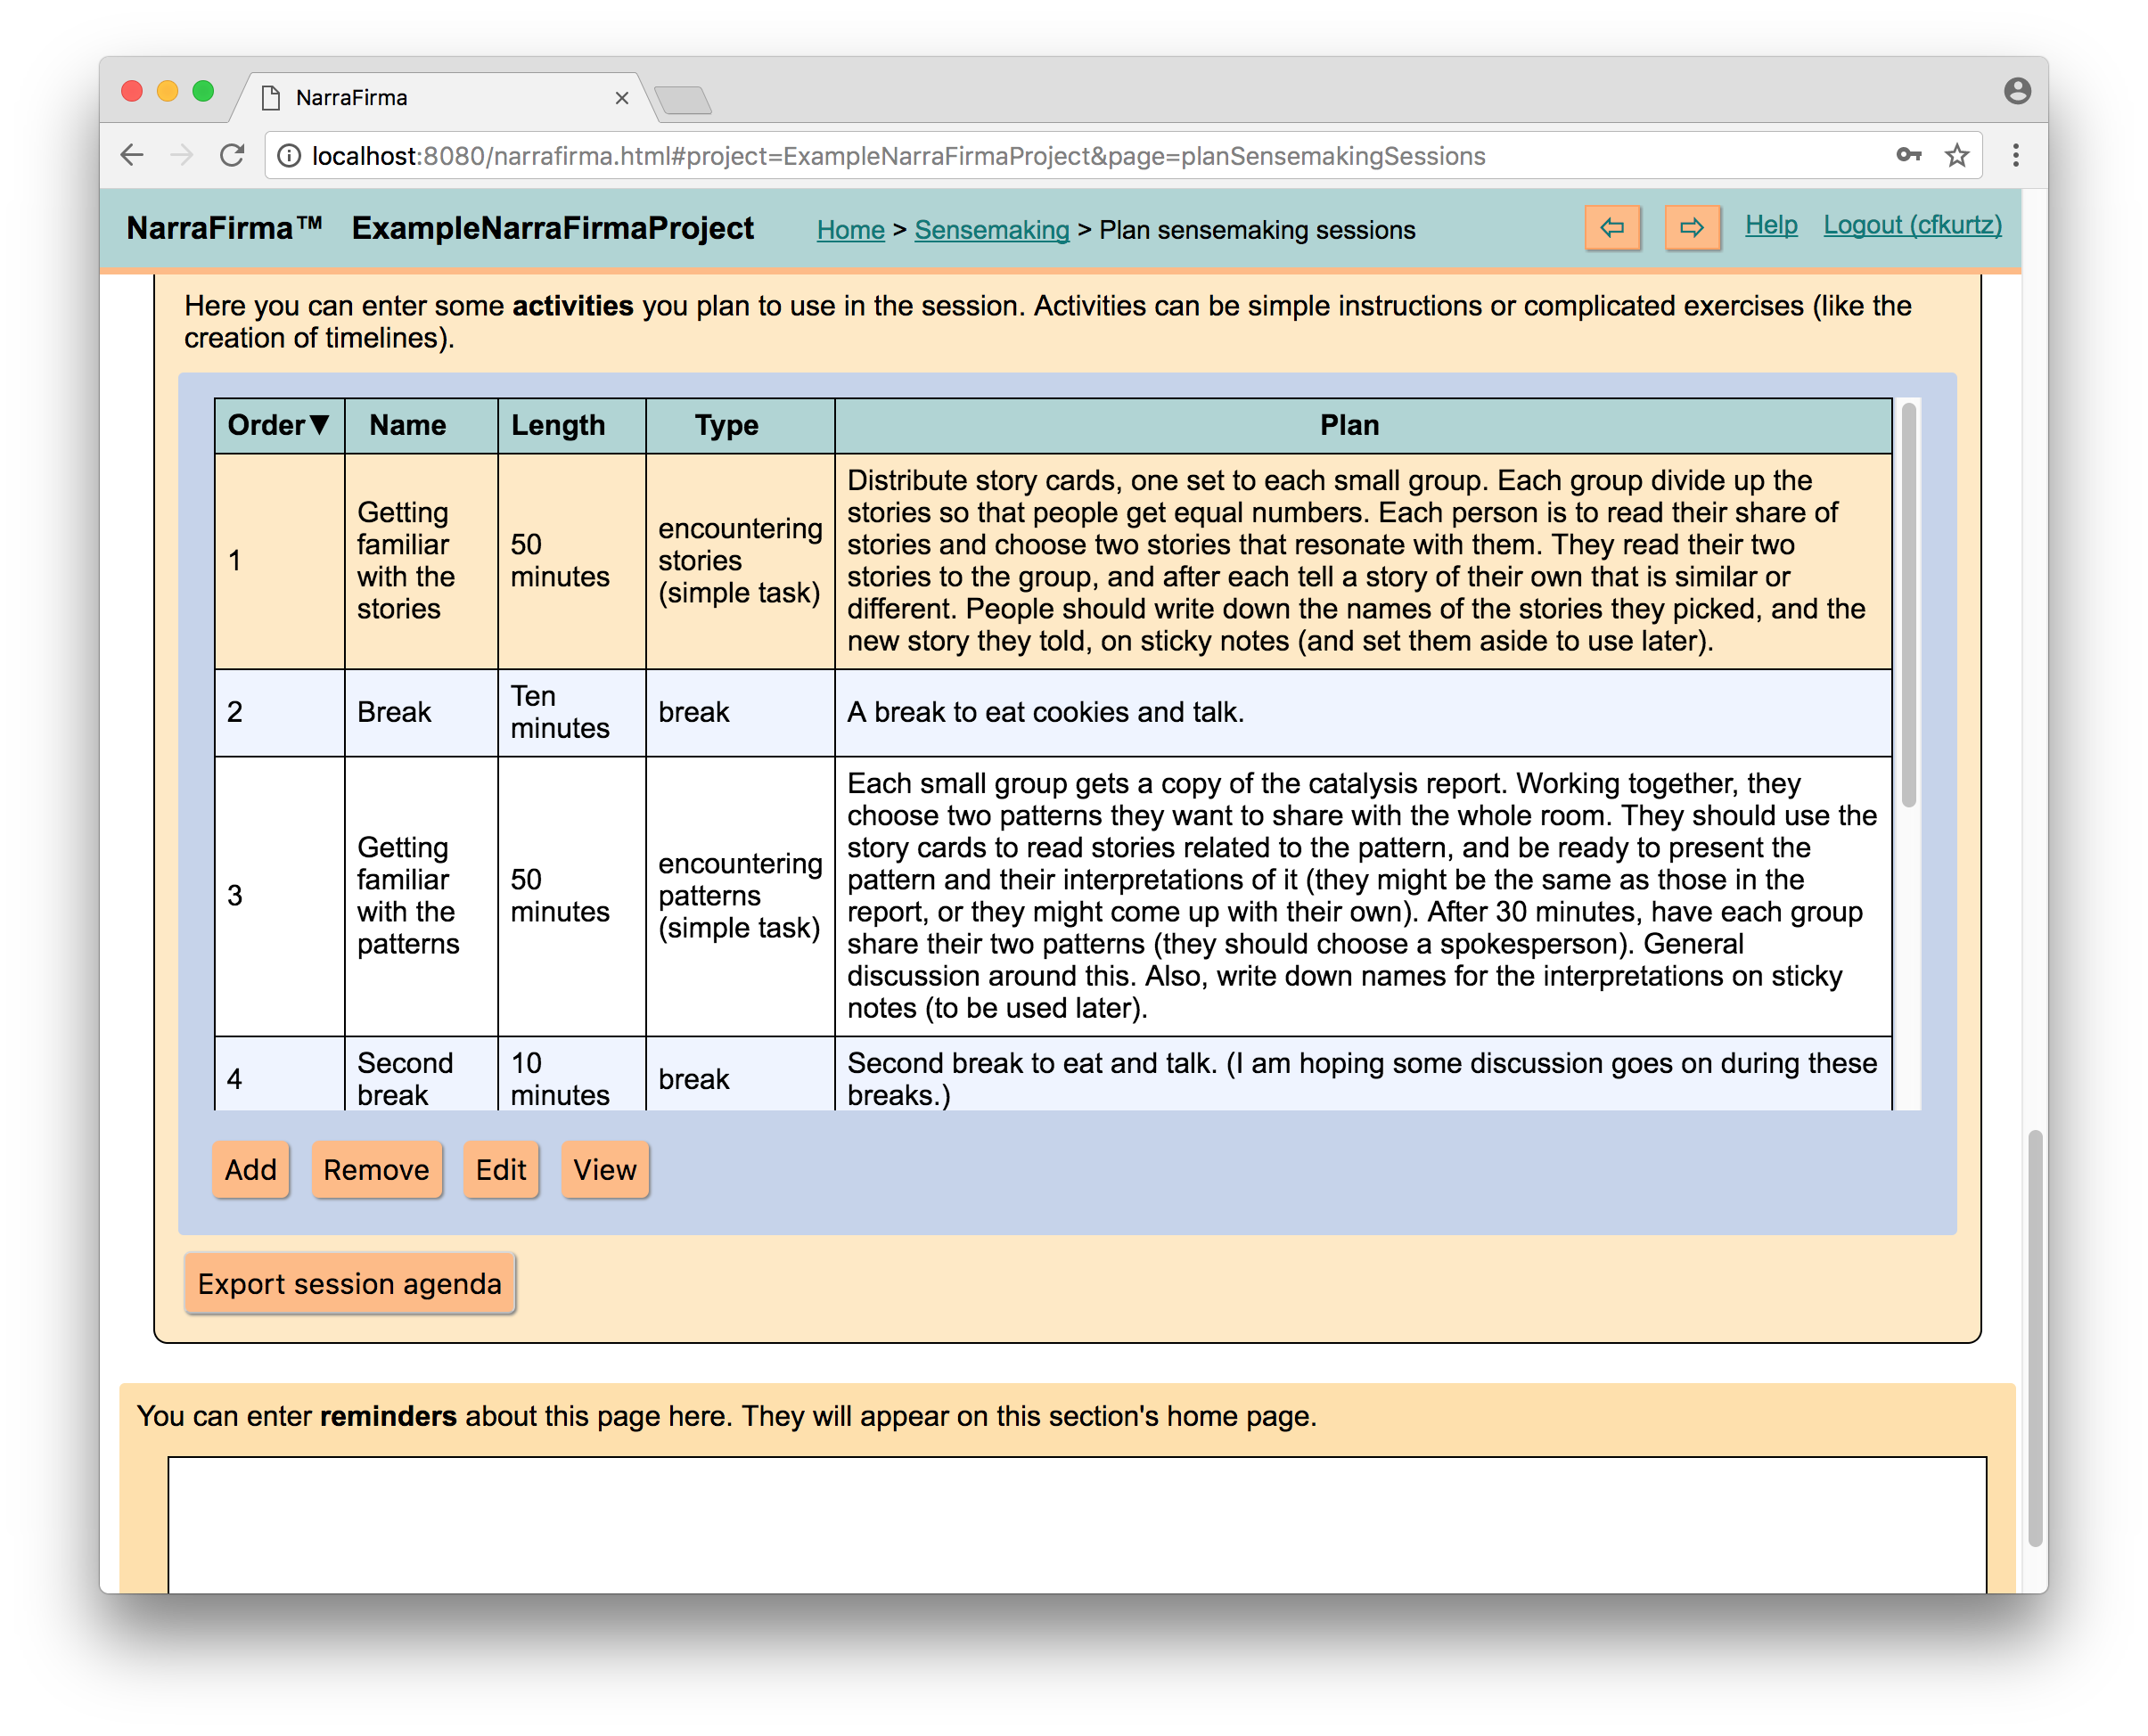 NarraFirma
localhost:8080/narrafirma.html#project=ExampleNarraFirmaProject&page=planSensemakingSessions
NarraFirma™ ExampleNarraFirmaProject Home > Sensemaking > Plan sensemaking sessions Help Logout (cfkurtz)
Here you can enter some activities you plan to use in the session. Activities can be simple instructions or complicated exercises (like the
creation of timelines).
Order▼ Name Length Type Plan
1
Getting
familiar
with the
stories
50
minutes
encountering
stories
(simple task)
Distribute story cards, one set to each small group. Each group divide up the
stories so that people get equal numbers. Each person is to read their share of
stories and choose two stories that resonate with them. They read their two
stories to the group, and after each tell a story of their own that is similar or
different. People should write down the names of the stories they picked, and the
new story they told, on sticky notes (and set them aside to use later).
2
Break
Ten
minutes
break
A break to eat cookies and talk.
3
Getting
familiar
with the
patterns
50
minutes
encountering
patterns
(simple task)
Each small group gets a copy of the catalysis report. Working together, they
choose two patterns they want to share with the whole room. They should use the
story cards to read stories related to the pattern, and be ready to present the
pattern and their interpretations of it (they might be the same as those in the
report, or they might come up with their own). After 30 minutes, have each group
share their two patterns (they should choose a spokesperson). General
discussion around this. Also, write down names for the interpretations on sticky
notes (to be used later).
4
Second
break
10
minutes
break
Second break to eat and talk. (I am hoping some discussion goes on during these
breaks.)
Add Remove Edit View
Export session agenda
You can enter reminders about this page here. They will appear on this section's home page.